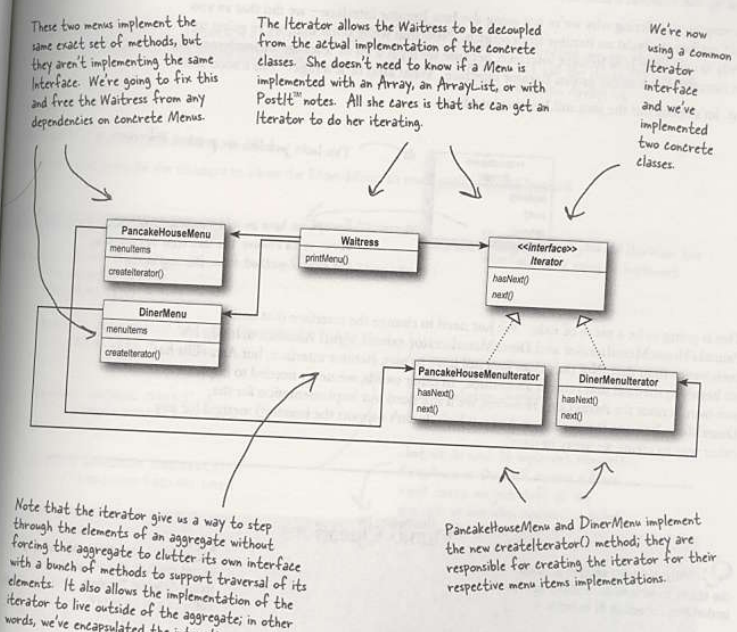 These two menus implement the
same exact set of methods, but
they aren't implementing the same
Interface. We're going to fix this
and free the Waitress from any
dependencies on concrete Menus.
The Iterator allows the Waitress to be decoupled
from the actual implementation of the concrete
classes. She doesn't need to know if a Menu is
implemented with an Array, an ArrayList, or with
PostIt™ notes. All she cares is that she can get an
Iterator to do her iterating.
We're now
using a common
Iterator
interface
and we've
implemented
two concrete
classes.
PancakeHouseMenu
menuItems
createIterator()
DinerMenu
menuItems
createIterator()
Waitress
printMenu()
<<interface>>
Iterator
hasNext()
next()
PancakeHouseMenuIterator
hasNext()
next()
DinerMenuIterator
hasNext()
next()
Note that the iterator give us a way to step
through the elements of an aggregate without
forcing the aggregate to clutter its own interface
with a bunch of methods to support traversal of its
elements. It also allows the implementation of the
iterator to live outside of the aggregate; in other
words, we've encapsulated the
PancakeHouseMenu and DinerMenu implement
the new createIterator() method; they are
responsible for creating the iterator for their
respective menu items implementations.